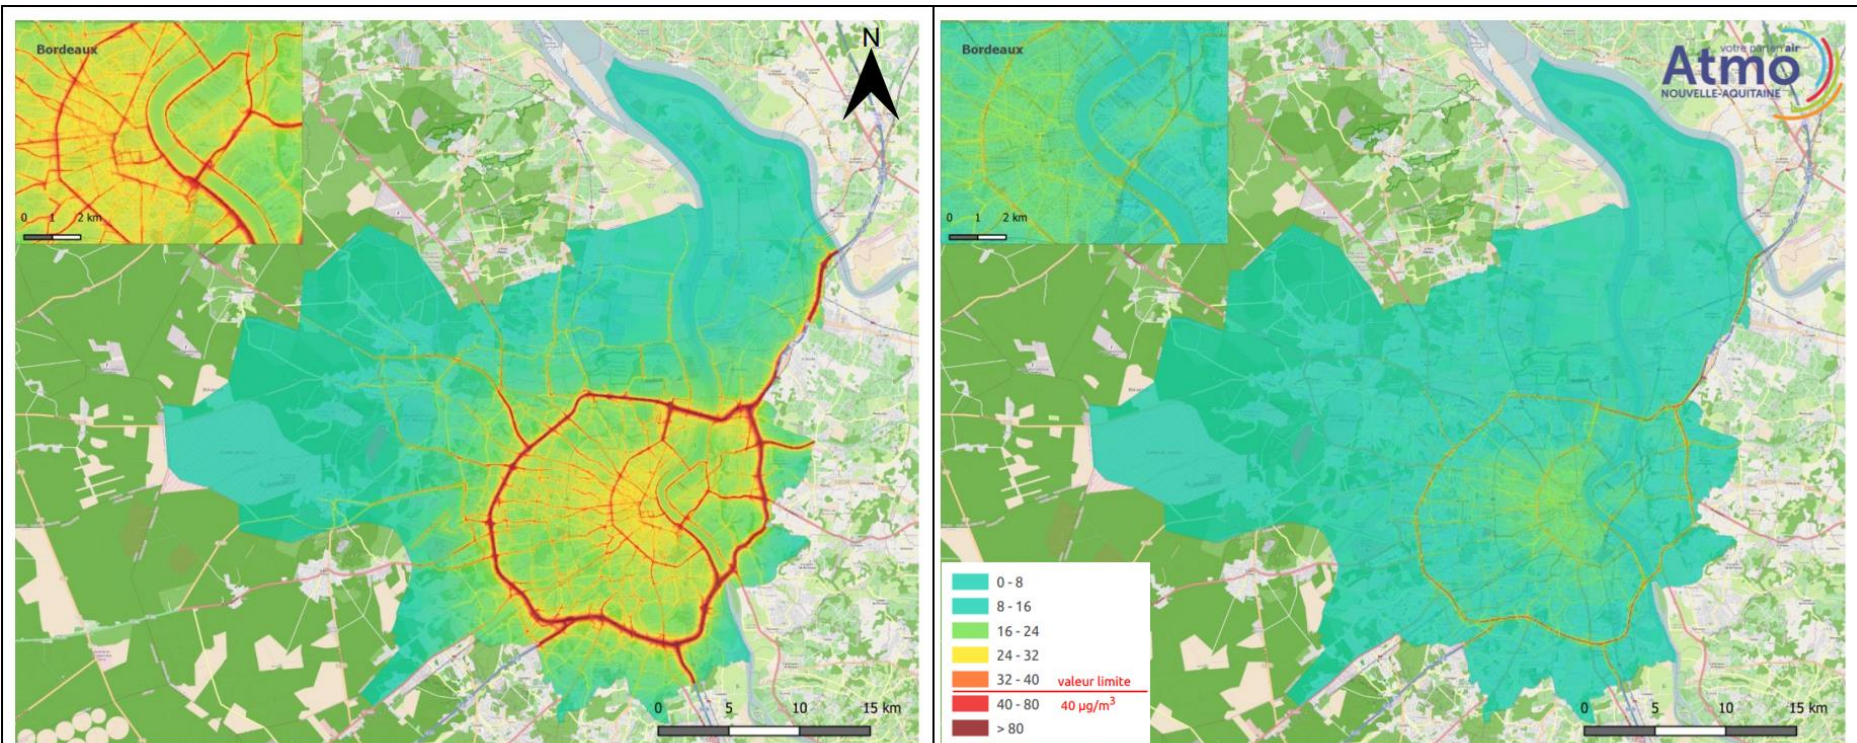 Bordeaux
0 1 2 km
N
0 5 10 15 km
Bordeaux
0 1 2 km
votre parten'air
Atmo
NOUVELLE-AQUITAINE
0 - 8
8 - 16
16 - 24
24 - 32
32 - 40 valeur limite
40 - 80 40 µg/m³
> 80
0 5 10 15 km